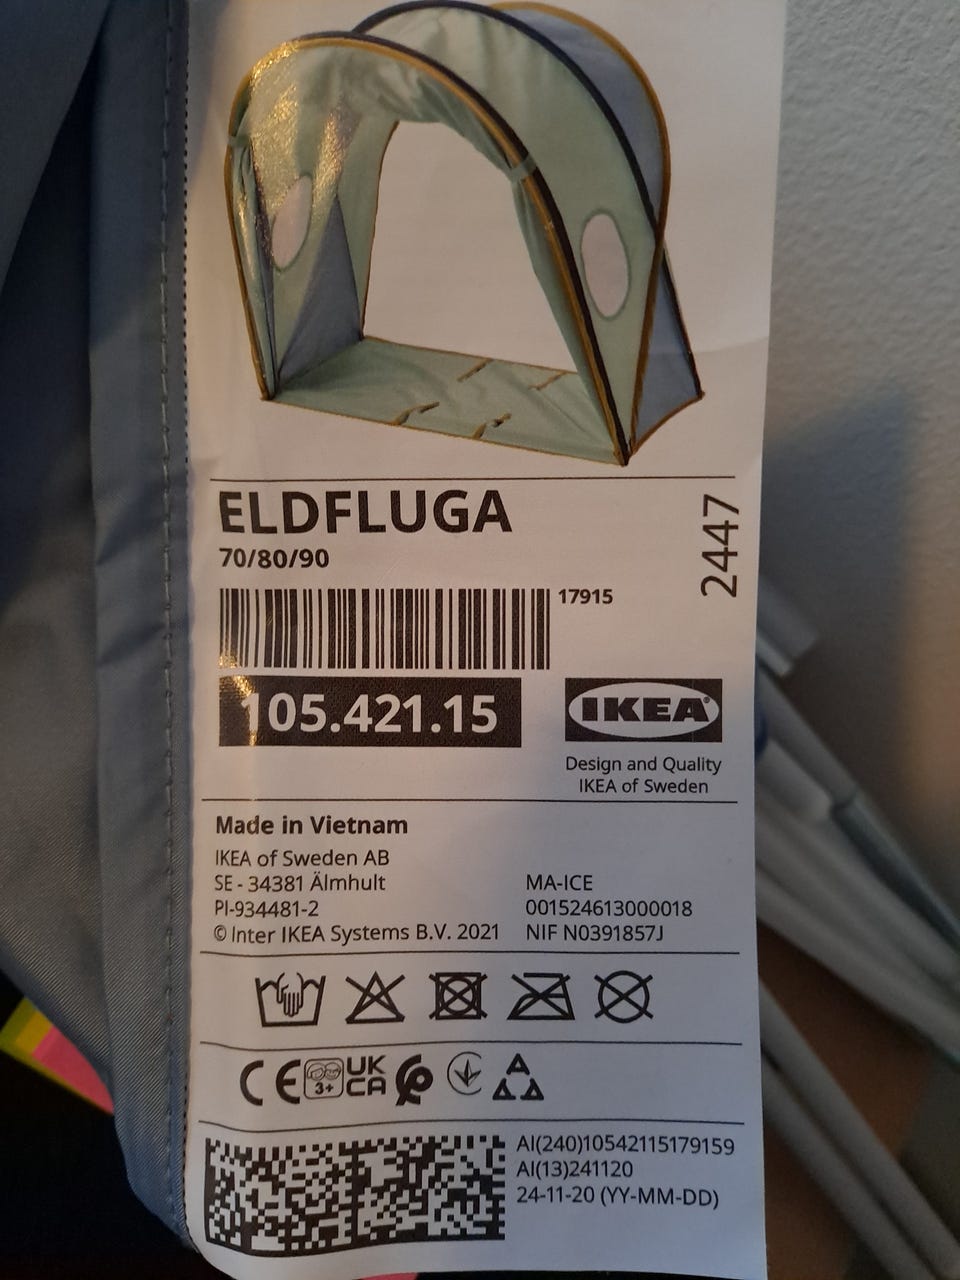 ELDFLUGA
70/80/90
2447
17915
105.421.15
IKEA®
Design and Quality
IKEA of Sweden
Made in Vietnam
IKEA of Sweden AB
SE - 34381 Älmhult
PI-934481-2
© Inter IKEA Systems B.V. 2021
MA-ICE
001524613000018
NIF N0391857J
CE
3+
UK
CA
AI(240)10542115179159
AI(13)241120
24-11-20 (YY-MM-DD)